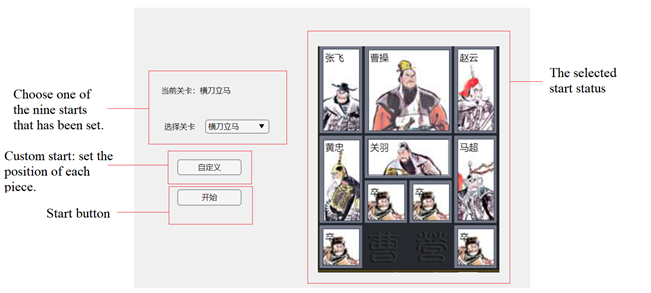 Choose one of
the nine starts
that has been set.
Custom start: set the
position of each
piece.
Start button
当前关卡：横刀立马
选择关卡 横刀立马
自定义
开始
张飞 曹操 赵云
黄忠 关羽 马超
卒 卒
卒 曹營 卒
The selected
start status